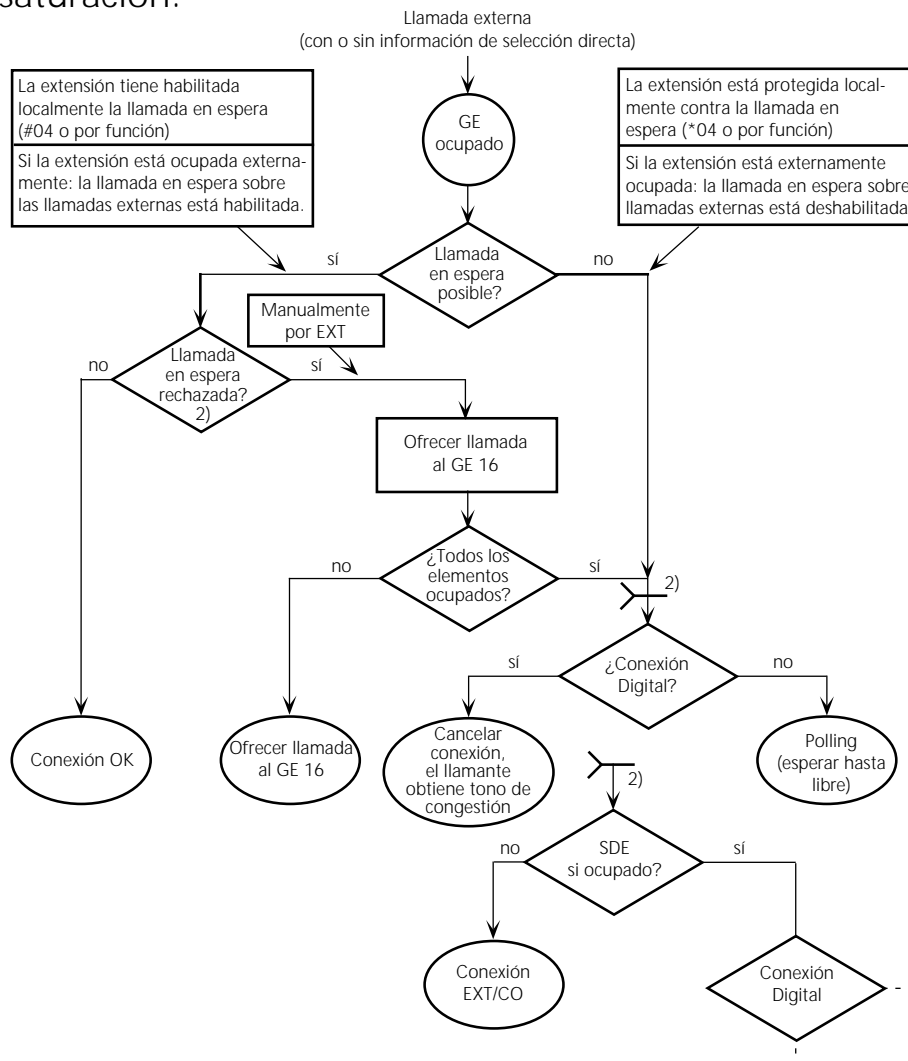 saturación.
Llamada externa
(con o sin información de selección directa)
La extensión tiene habilitada
localmente la llamada en espera
(#04 o por función)
Si la extensión está ocupada externa-
mente: la llamada en espera sobre
las llamadas externas está habilitada.
GE
ocupado
La extensión está protegida local-
mente contra la llamada en
espera (*04 o por función)
Si la extensión está externamente
ocupada: la llamada en espera sobre
llamadas externas está deshabilitada
sí
Llamada
en espera
posible?
no
Manualmente
por EXT
no
Llamada
en espera
rechazada?
2)
sí
Ofrecer llamada
al GE 16
no
¿Todos los
elementos
ocupados?
sí
2)
sí
¿Conexión
Digital?
no
Conexión OK
Ofrecer llamada
al GE 16
Cancelar
conexión,
el llamante
obtiene tono de
congestión
Polling
(esperar hasta
libre)
2)
no
SDE
si ocupado?
sí
Conexión
EXT/CO
Conexión
Digital